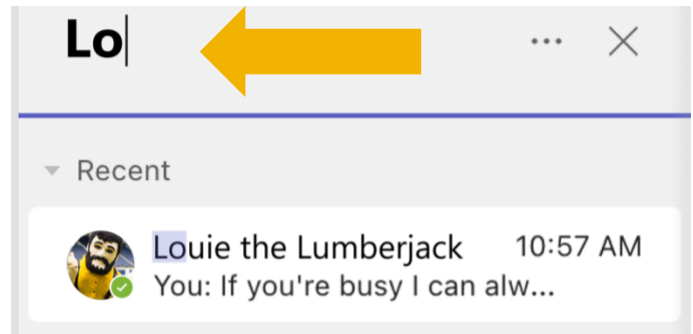 Lo
Recent
Louie the Lumberjack 10:57 AM
You: If you're busy I can alw...